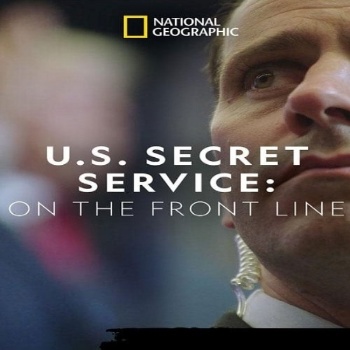 NATIONAL
GEOGRAPHIC
U.S. SECRET
SERVICE:
ON THE FRONT LINE